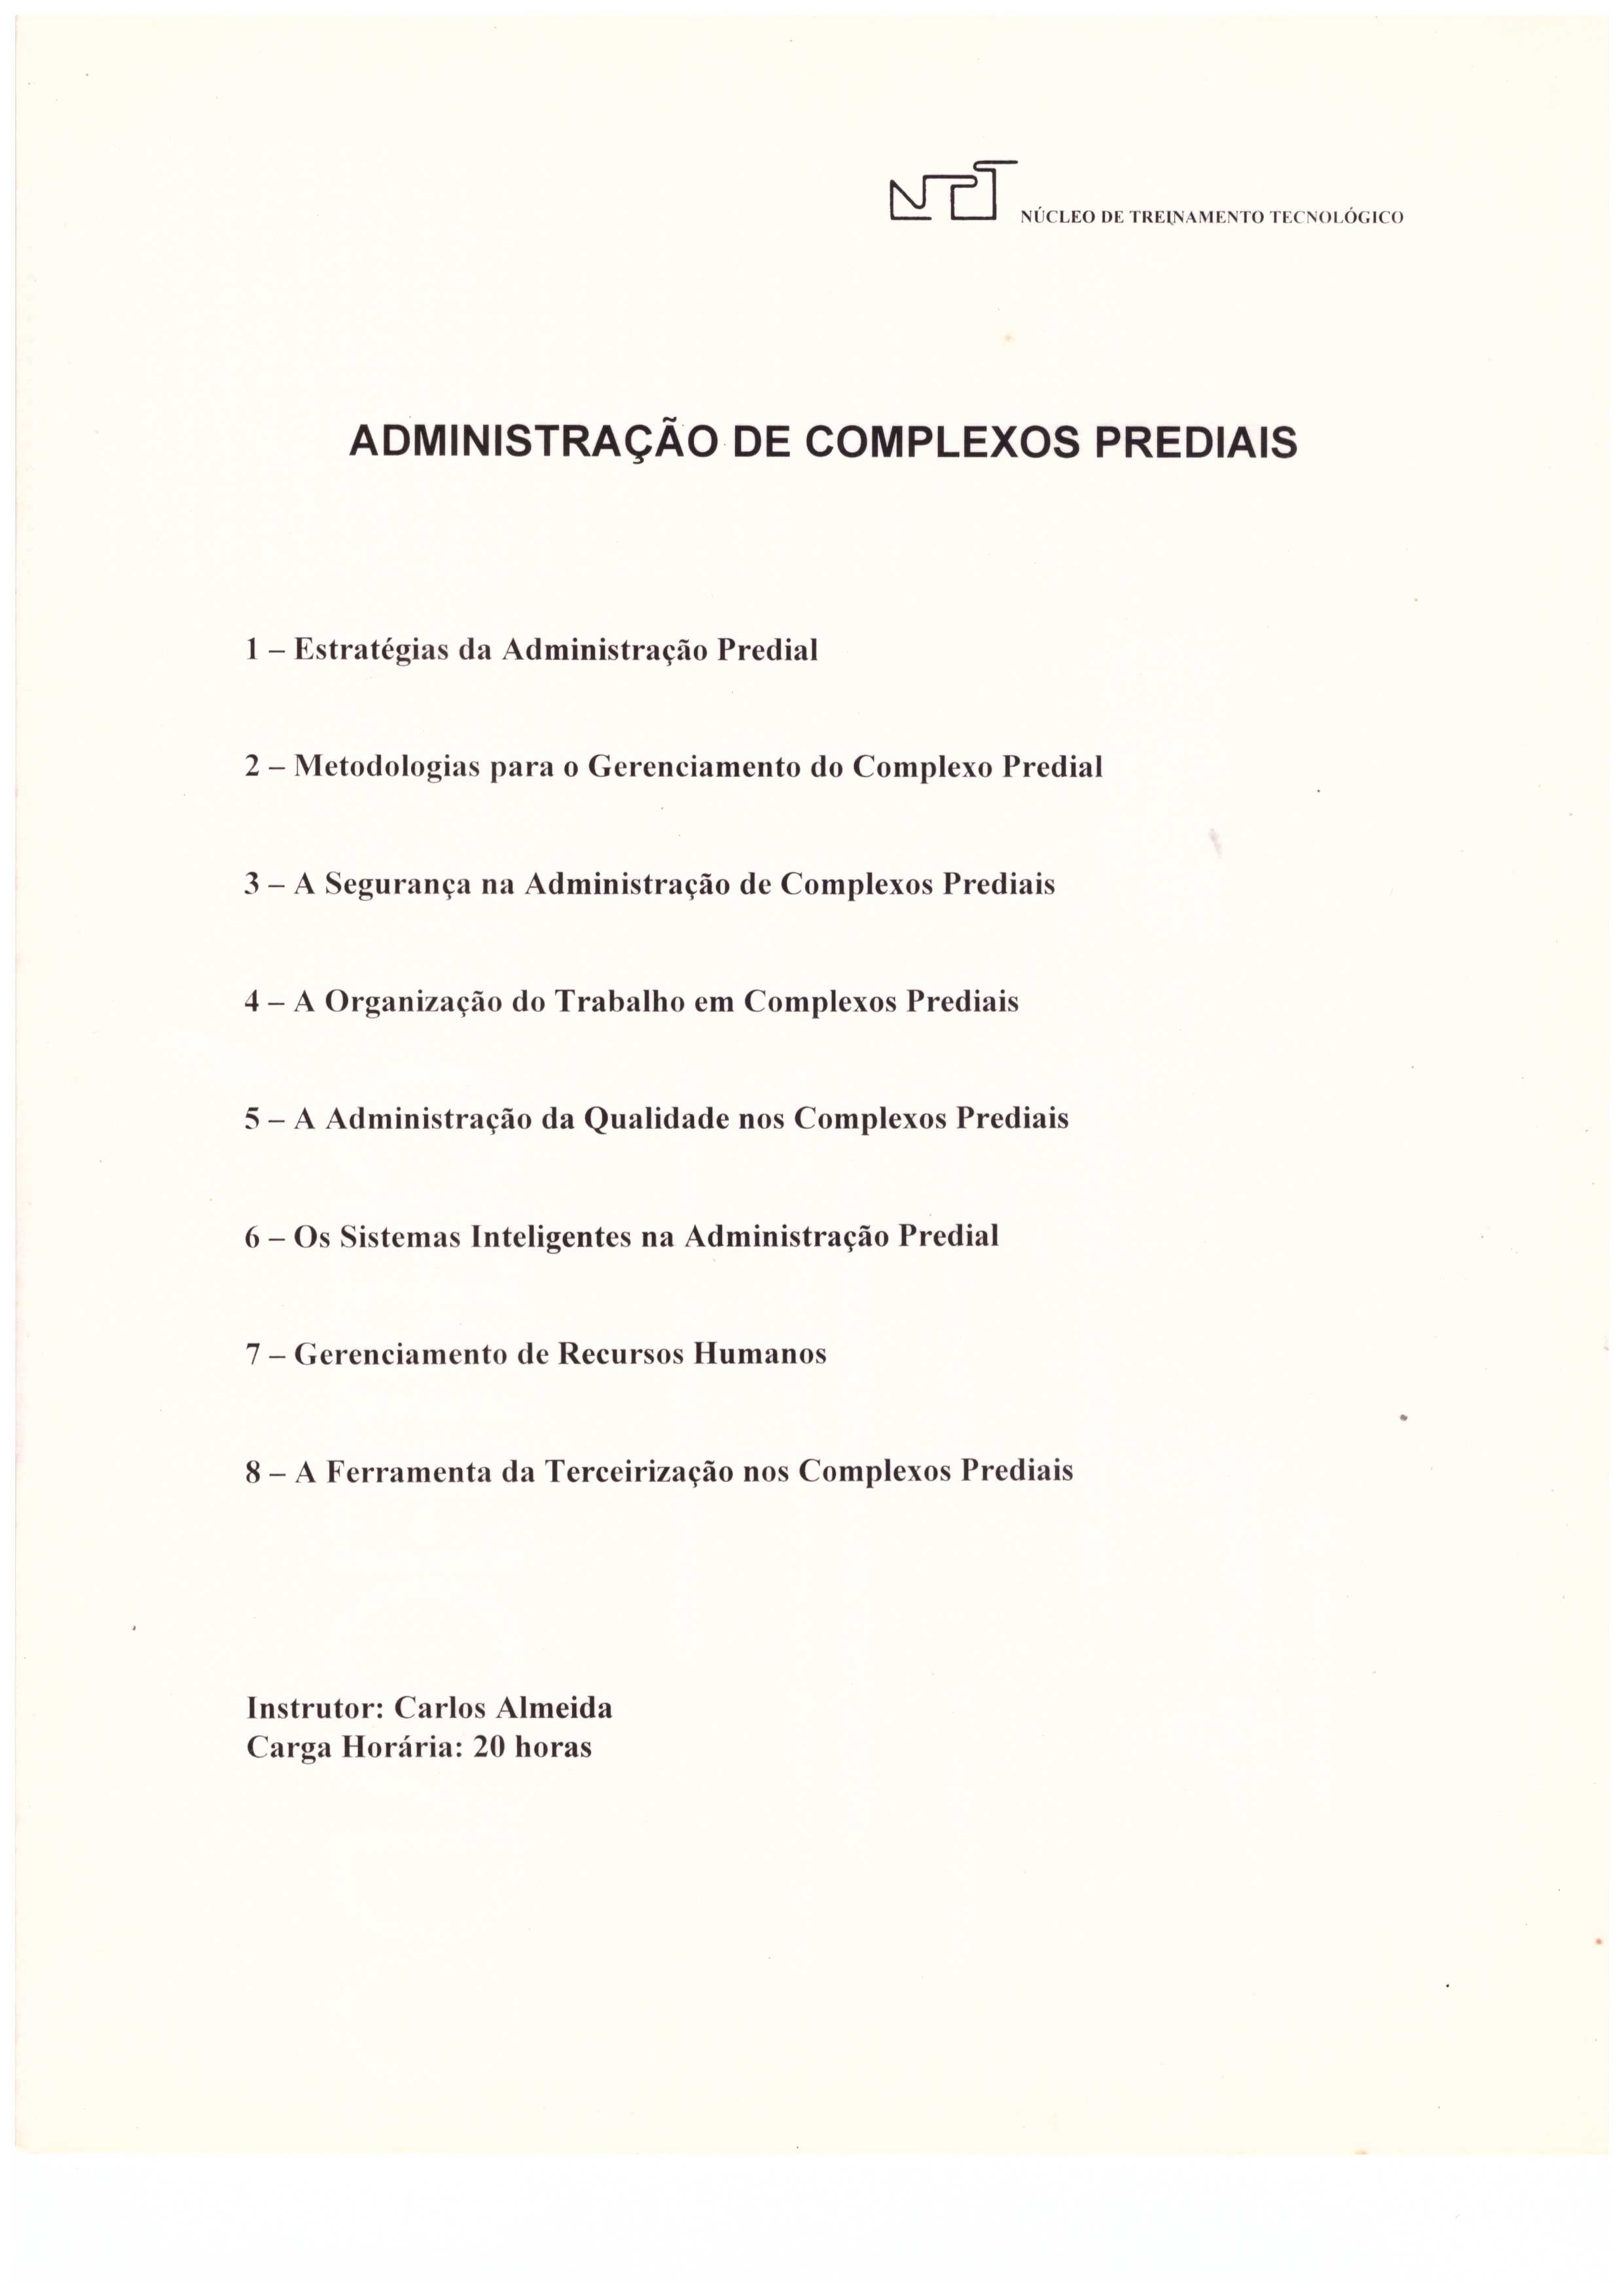 NTT NÚCLEO DE TREINAMENTO TECNOLÓGICO
ADMINISTRAÇÃO DE COMPLEXOS PREDIAIS
1 – Estratégias da Administração Predial
2 – Metodologias para o Gerenciamento do Complexo Predial
3 – A Segurança na Administração de Complexos Prediais
4 – A Organização do Trabalho em Complexos Prediais
5 – A Administração da Qualidade nos Complexos Prediais
6 – Os Sistemas Inteligentes na Administração Predial
7 – Gerenciamento de Recursos Humanos
8 – A Ferramenta da Terceirização nos Complexos Prediais
Instrutor: Carlos Almeida
Carga Horária: 20 horas